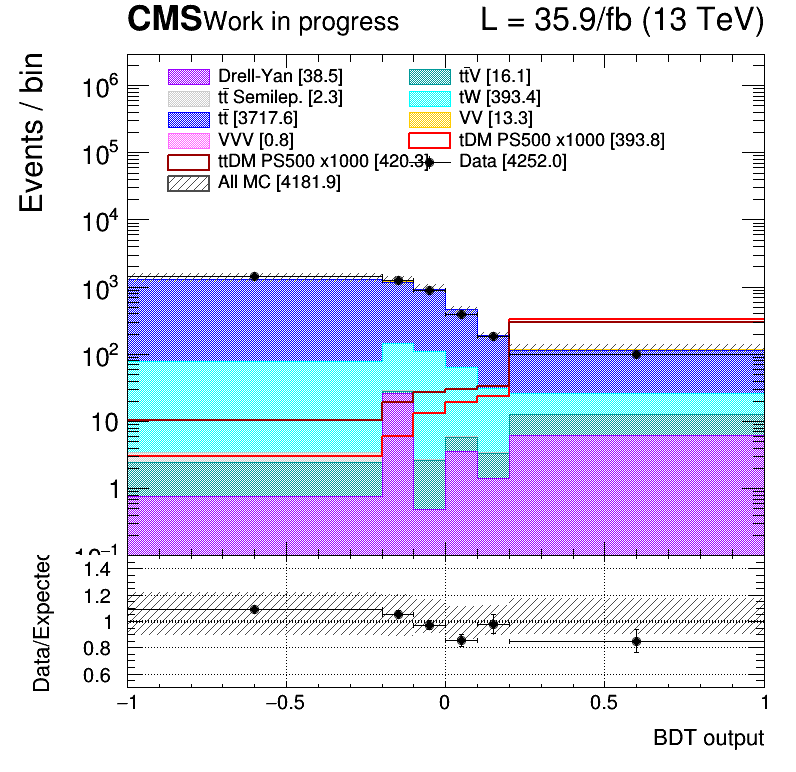 CMS Work in progress L = 35.9/fb (13 TeV)
Events / bin
Drell-Yan [38.5] tt̄V [16.1]
tt̄ Semilep. [2.3] tW [393.4]
tt̄ [3717.6] VV [13.3]
VVV [0.8] tDM PS500 x1000 [393.8]
ttDM PS500 x1000 [420.3] Data [4252.0]
All MC [4181.9]
10⁶
10⁵
10⁴
10³
10²
10
1
10⁻¹
Data/Expected
1.4
1.2
1
0.8
0.6
−1 −0.5 0 0.5 1
BDT output